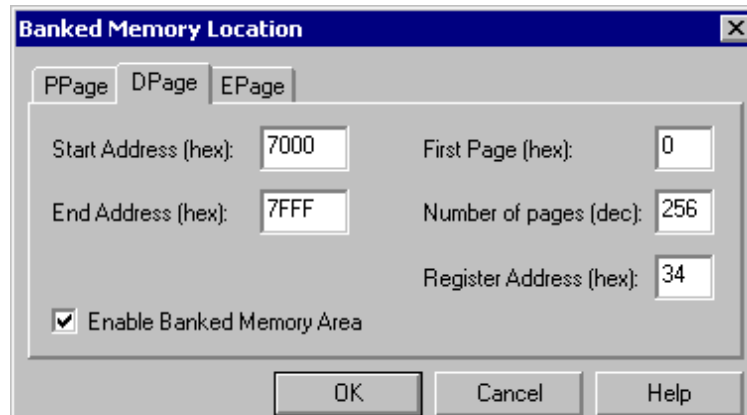 Banked Memory Location
PPage DPage EPage
Start Address (hex): 7000 First Page (hex): 0
End Address (hex): 7FFF Number of pages (dec): 256
Register Address (hex): 34
Enable Banked Memory Area
OK Cancel Help